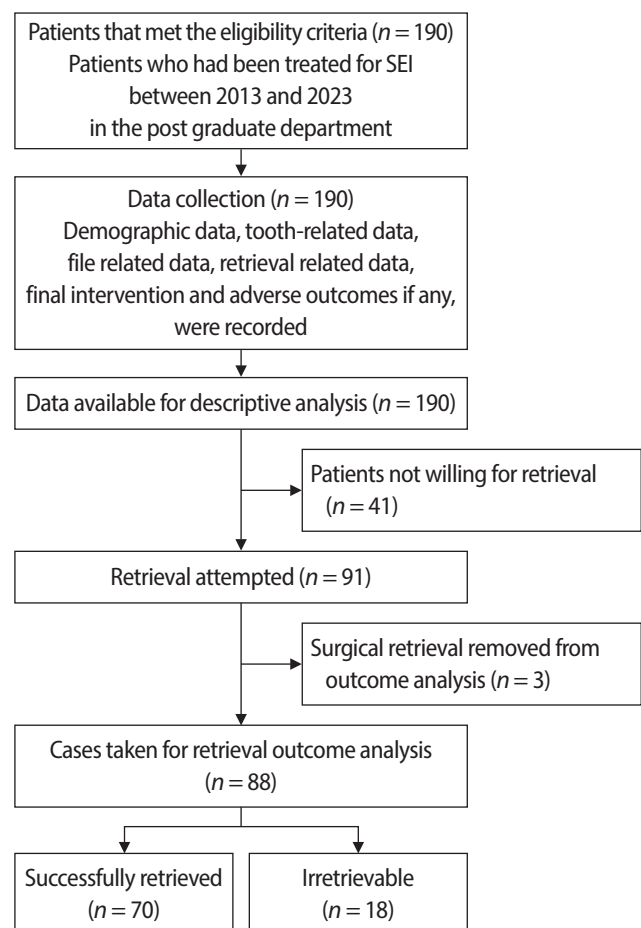 Patients that met the eligibility criteria (n = 190)
Patients who had been treated for SEI
between 2013 and 2023
in the post graduate department
Data collection (n = 190)
Demographic data, tooth-related data,
file related data, retrieval related data,
final intervention and adverse outcomes if any,
were recorded
Data available for descriptive analysis (n = 190)
Patients not willing for retrieval
(n = 41)
Retrieval attempted (n = 91)
Surgical retrieval removed from
outcome analysis (n = 3)
Cases taken for retrieval outcome analysis
(n = 88)
Successfully retrieved
(n = 70)
Irretrievable
(n = 18)